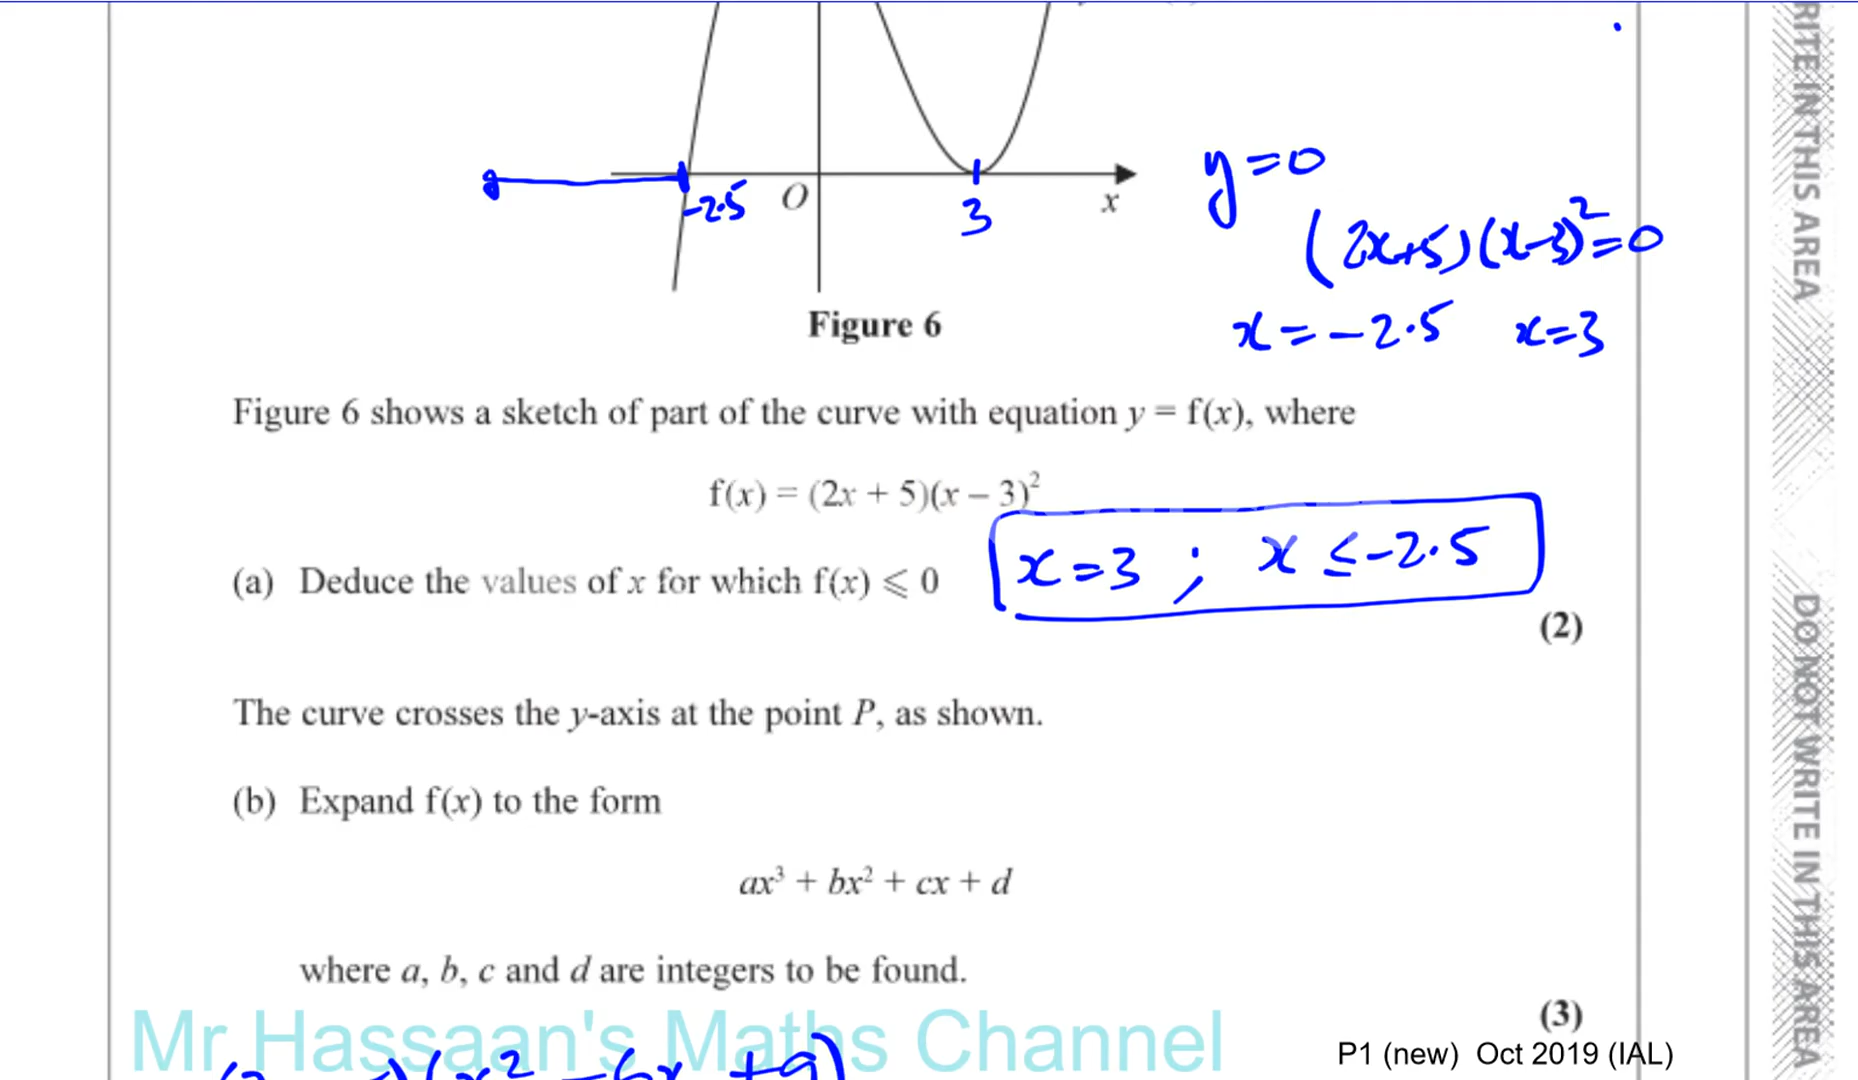 -2.5 O 3 x
y=0
(2x+5)(x-3)²=0
x=-2.5 x=3
Figure 6
Figure 6 shows a sketch of part of the curve with equation y = f(x), where
f(x) = (2x + 5)(x – 3)²
(a) Deduce the values of x for which f(x) ⩽ 0
x=3 ; x ≤-2.5
(2)
The curve crosses the y-axis at the point P, as shown.
(b) Expand f(x) to the form
ax³ + bx² + cx + d
where a, b, c and d are integers to be found.
(3)
Mr Hassaan's Maths Channel
P1 (new) Oct 2019 (IAL)
RITE IN THIS AREA
DO NOT WRITE IN THIS AREA